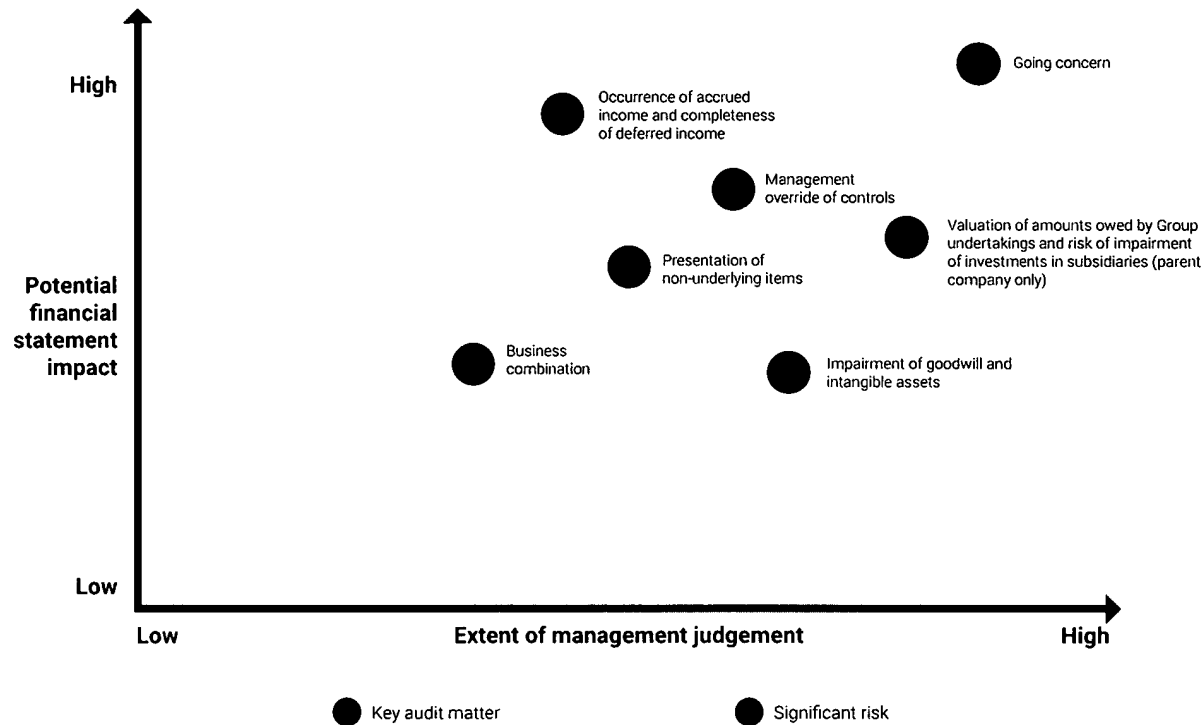 High
Going concern
Occurrence of accrued
income and completeness
of deferred income
Management
override of controls
Valuation of amounts owed by Group
undertakings and risk of impairment
of investments in subsidiaries (parent
company only)
Presentation of
non-underlying items
Potential
financial
statement
impact
Business
combination
Impairment of goodwill and
intangible assets
Low
Low
Extent of management judgement
High
Key audit matter
Significant risk